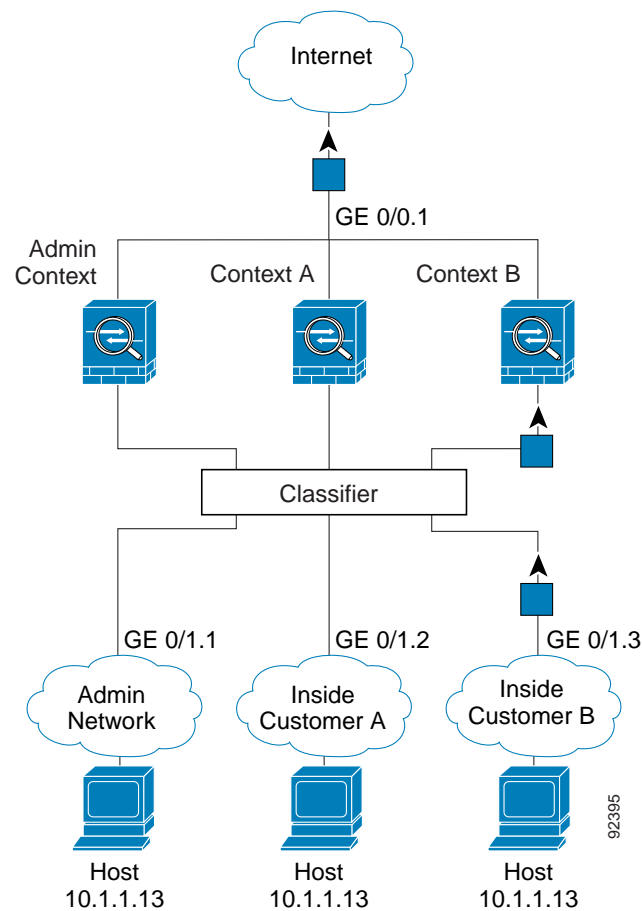 Internet
GE 0/0.1
Admin
Context
Context A
Context B
Classifier
GE 0/1.1
GE 0/1.2
GE 0/1.3
Admin
Network
Inside
Customer A
Inside
Customer B
92395
Host
10.1.1.13
Host
10.1.1.13
Host
10.1.1.13